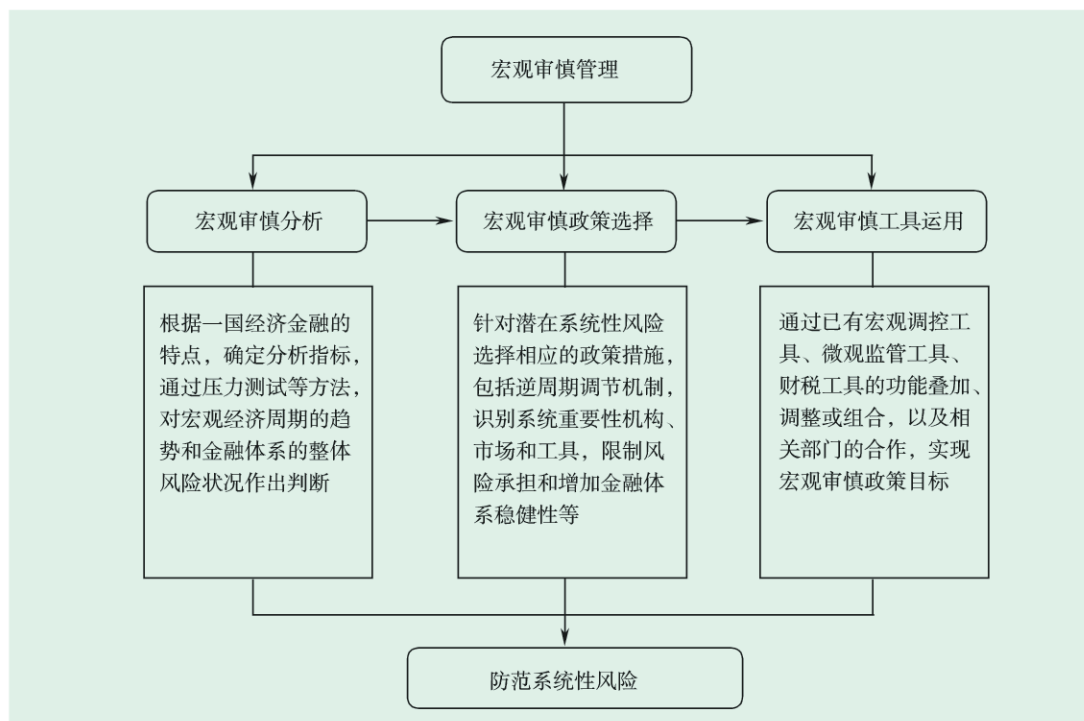 宏观审慎管理
宏观审慎分析
宏观审慎政策选择
宏观审慎工具运用
根据一国经济金融的
特点，确定分析指标，
通过压力测试等方法，
对宏观经济周期的趋
势和金融体系的整体
风险状况作出判断
针对潜在系统性风险
选择相应的政策措施，
包括逆周期调节机制，
识别系统重要性机构、
市场和工具，限制风
险承担和增加金融体
系稳健性等
通过已有宏观调控工
具、微观监管工具、
财税工具的功能叠加、
调整或组合，以及相
关部门的合作，实现
宏观审慎政策目标
防范系统性风险